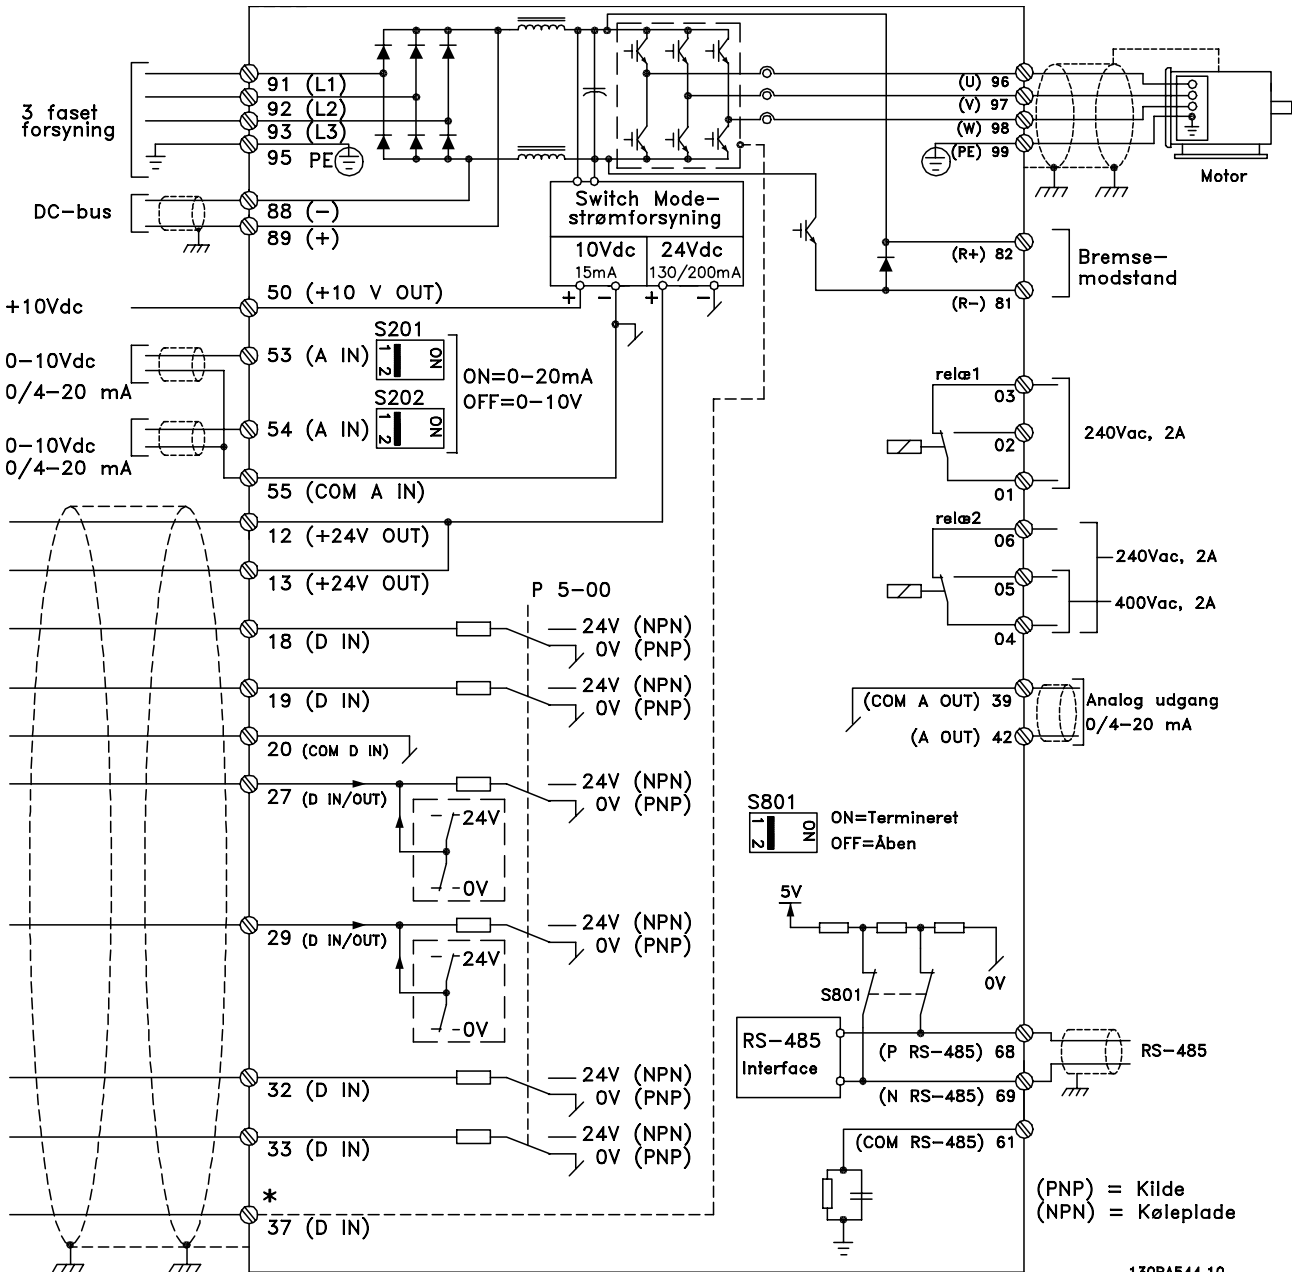 3 faset
forsyning
91 (L1)
92 (L2)
93 (L3)
95 PE
DC-bus
88 (-)
89 (+)
+10Vdc
50 (+10 V OUT)
Switch Mode-
strømforsyning
10Vdc
15mA
24Vdc
130/200mA
+ - + -
0-10Vdc
0/4-20 mA
53 (A IN)
S201
1 2 ON
ON=0-20mA
OFF=0-10V
0-10Vdc
0/4-20 mA
54 (A IN)
S202
1 2 ON
55 (COM A IN)
12 (+24V OUT)
13 (+24V OUT)
P 5-00
18 (D IN)
24V (NPN)
0V (PNP)
19 (D IN)
24V (NPN)
0V (PNP)
20 (COM D IN)
27 (D IN/OUT)
24V (NPN)
0V (PNP)
24V
0V
29 (D IN/OUT)
24V (NPN)
0V (PNP)
24V
0V
32 (D IN)
24V (NPN)
0V (PNP)
33 (D IN)
24V (NPN)
0V (PNP)
*
37 (D IN)
(U) 96
(V) 97
(W) 98
(PE) 99
Motor
(R+) 82
(R-) 81
Bremse-
modstand
relæ1
03
02
01
240Vac, 2A
relæ2
06
05
04
240Vac, 2A
400Vac, 2A
(COM A OUT) 39
(A OUT) 42
Analog udgang
0/4-20 mA
S801
1 2 ON
ON=Termineret
OFF=Åben
5V
S801
0V
RS-485
Interface
(P RS-485) 68
(N RS-485) 69
(COM RS-485) 61
RS-485
(PNP) = Kilde
(NPN) = Køleplade
130BA544.10